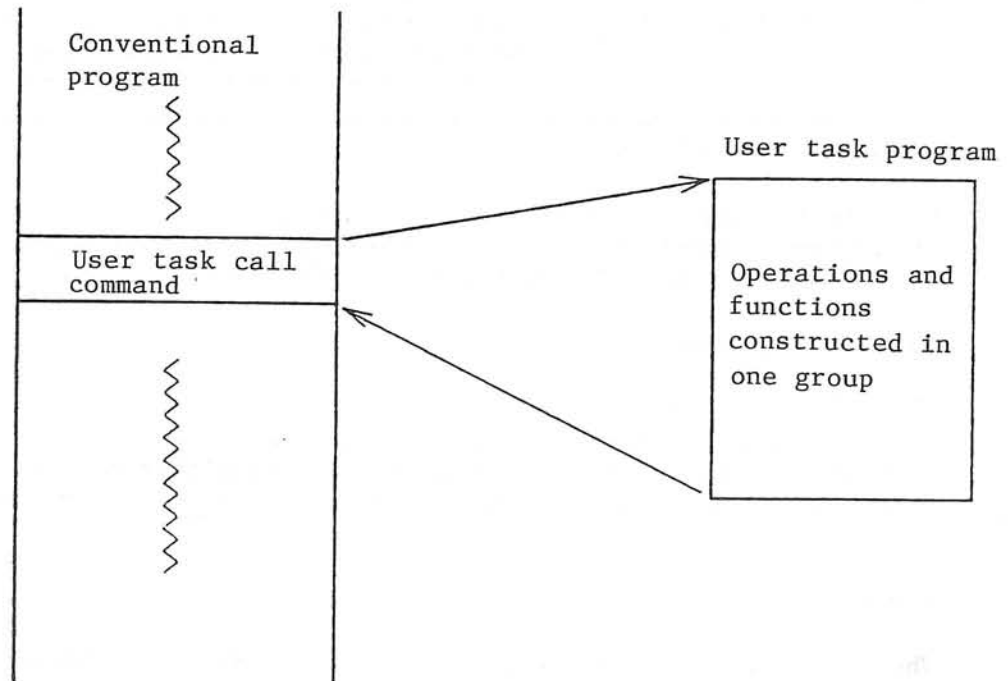 Conventional
program
User task call
command
User task program
Operations and
functions
constructed in
one group